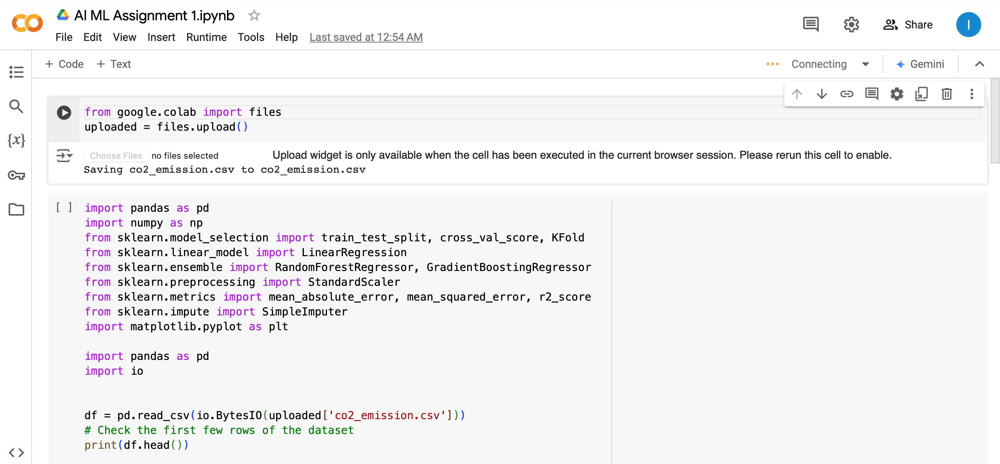 AI ML Assignment 1.ipynb
File Edit View Insert Runtime Tools Help Last saved at 12:54 AM
Share
I
+ Code + Text
Connecting
Gemini
from google.colab import files
uploaded = files.upload()
Choose Files no files selected Upload widget is only available when the cell has been executed in the current browser session. Please rerun this cell to enable.
Saving co2_emission.csv to co2_emission.csv
{x}
[ ] import pandas as pd
import numpy as np
from sklearn.model_selection import train_test_split, cross_val_score, KFold
from sklearn.linear_model import LinearRegression
from sklearn.ensemble import RandomForestRegressor, GradientBoostingRegressor
from sklearn.preprocessing import StandardScaler
from sklearn.metrics import mean_absolute_error, mean_squared_error, r2_score
from sklearn.impute import SimpleImputer
import matplotlib.pyplot as plt
import pandas as pd
import io
df = pd.read_csv(io.BytesIO(uploaded['co2_emission.csv']))
# Check the first few rows of the dataset
print(df.head())